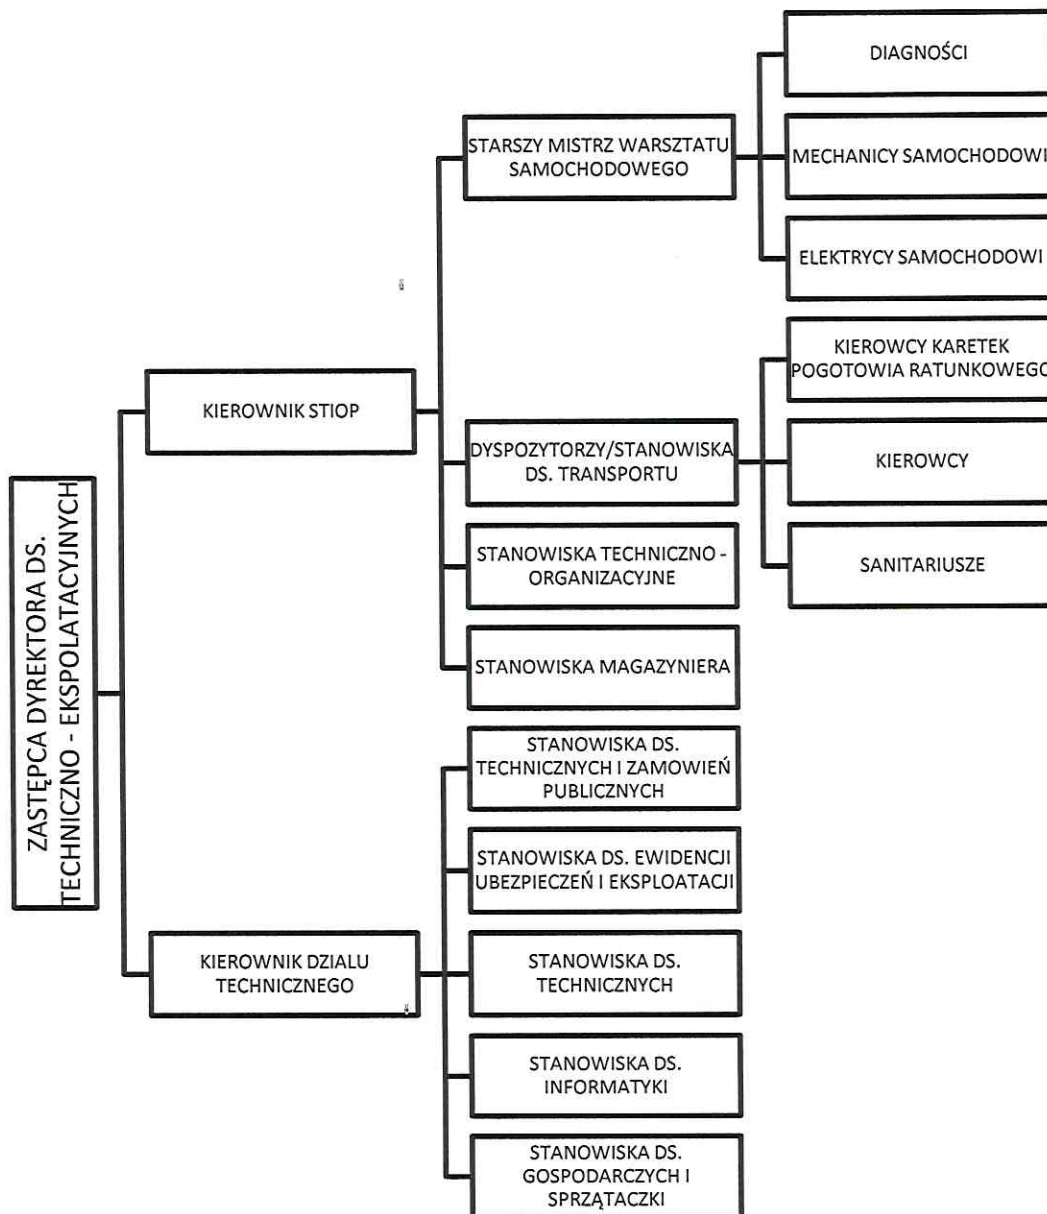 ZASTĘPCA DYREKTORA DS.
TECHNICZNO - EKSPOLATACYJNYCH
KIEROWNIK STIOP
STARSZY MISTRZ WARSZTATU
SAMOCHODOWEGO
DIAGNOŚCI
MECHANICY SAMOCHODOWI
ELEKTRYCY SAMOCHODOWI
DYSPOZYTORZY/STANOWISKA
DS. TRANSPORTU
KIEROWCY KARETEK
POGOTOWIA RATUNKOWEGO
KIEROWCY
SANITARIUSZE
STANOWISKA TECHNICZNO -
ORGANIZACYJNE
STANOWISKA MAGAZYNIERA
KIEROWNIK DZIALU
TECHNICZNEGO
STANOWISKA DS.
TECHNICZNYCH I ZAMOWIEŃ
PUBLICZNYCH
STANOWISKA DS. EWIDENCJI
UBEZPIECZEŃ I EKSPLOATACJI
STANOWISKA DS.
TECHNICZNYCH
STANOWISKA DS.
INFORMATYKI
STANOWISKA DS.
GOSPODARCZYCH I
SPRZĄTACZKI